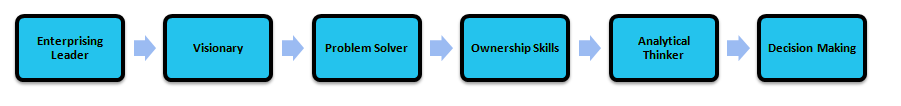 Enterprising
Leader
Visionary
Problem Solver
Ownership Skills
Analytical
Thinker
Decision Making